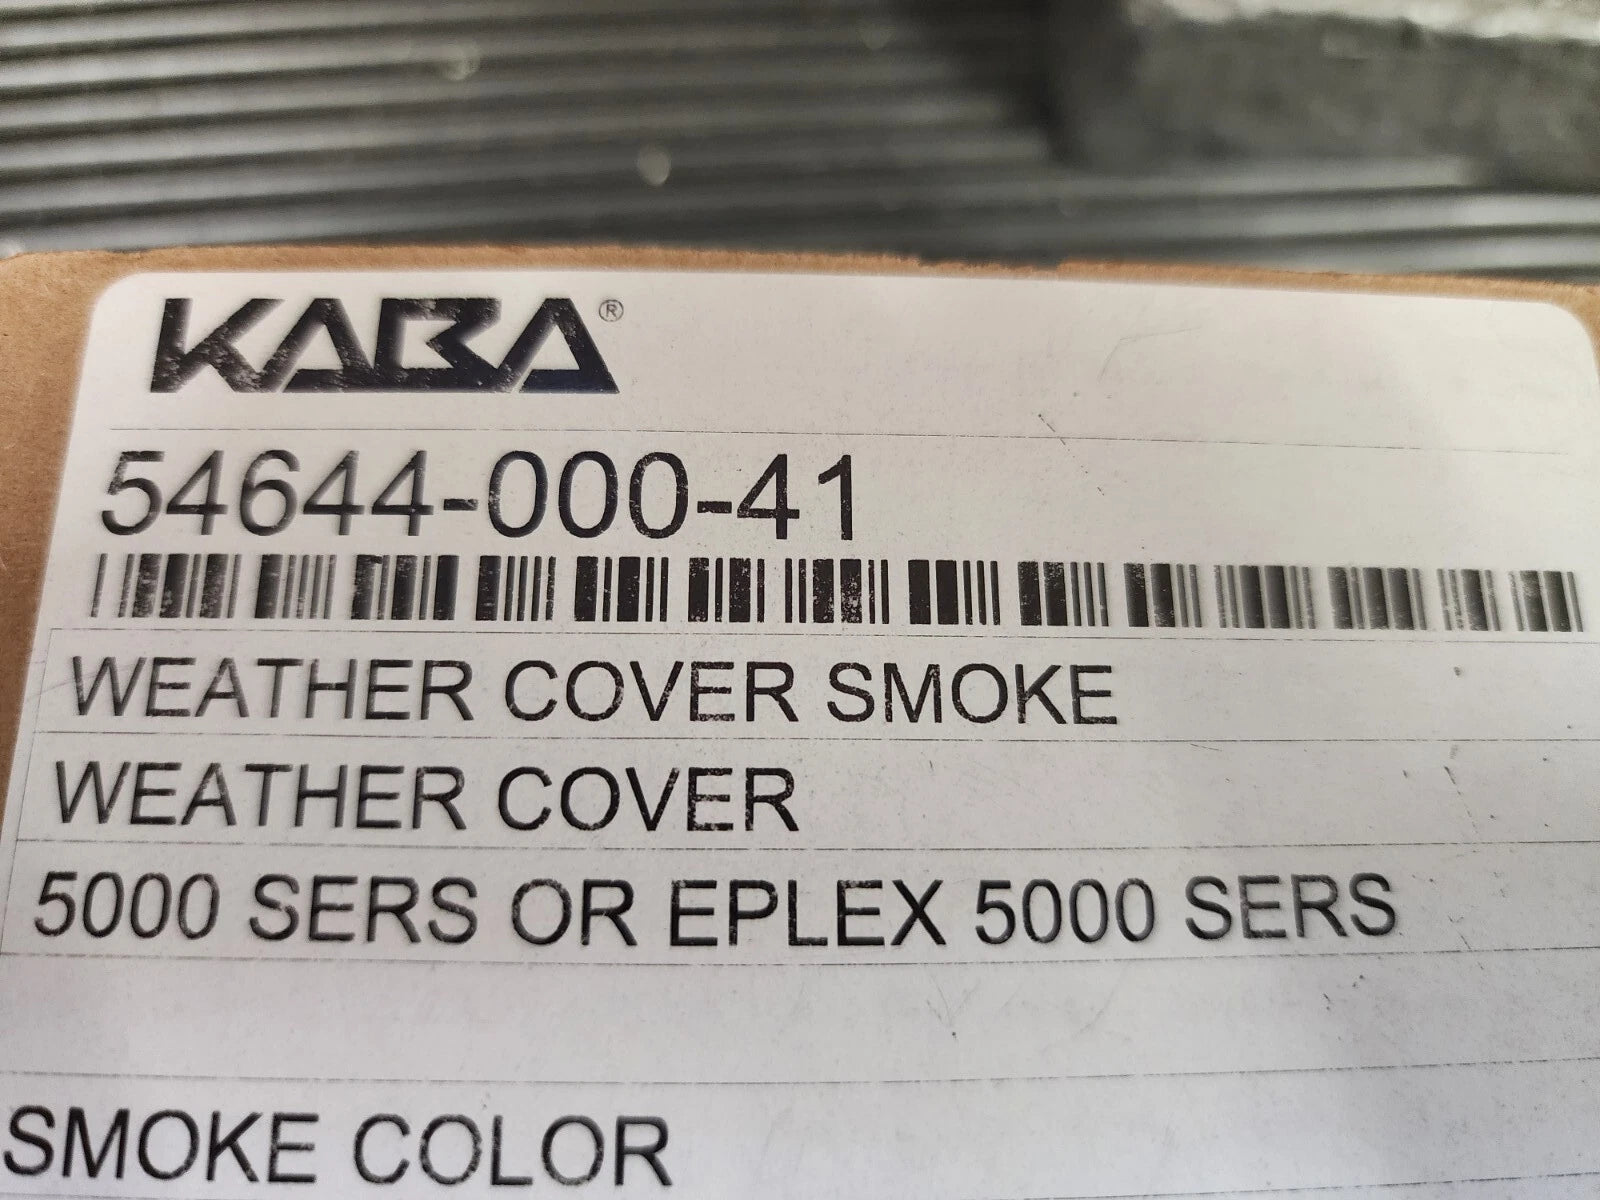 KABA®
54644-000-41
WEATHER COVER SMOKE
WEATHER COVER
5000 SERS OR EPLEX 5000 SERS
SMOKE COLOR